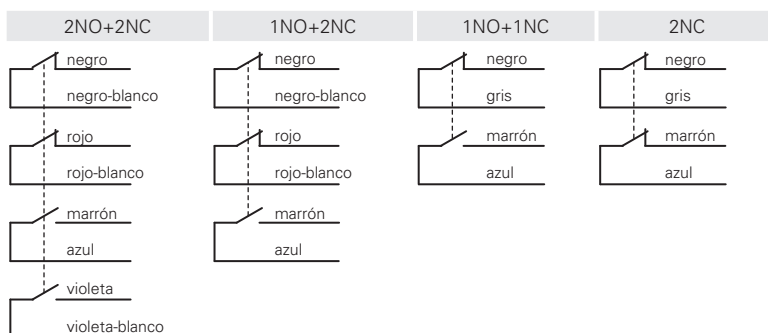 2NO+2NC
negro
negro-blanco
rojo
rojo-blanco
marrón
azul
violeta
violeta-blanco
1NO+2NC
negro
negro-blanco
rojo
rojo-blanco
marrón
azul
1NO+1NC
negro
gris
marrón
azul
2NC
negro
gris
marrón
azul